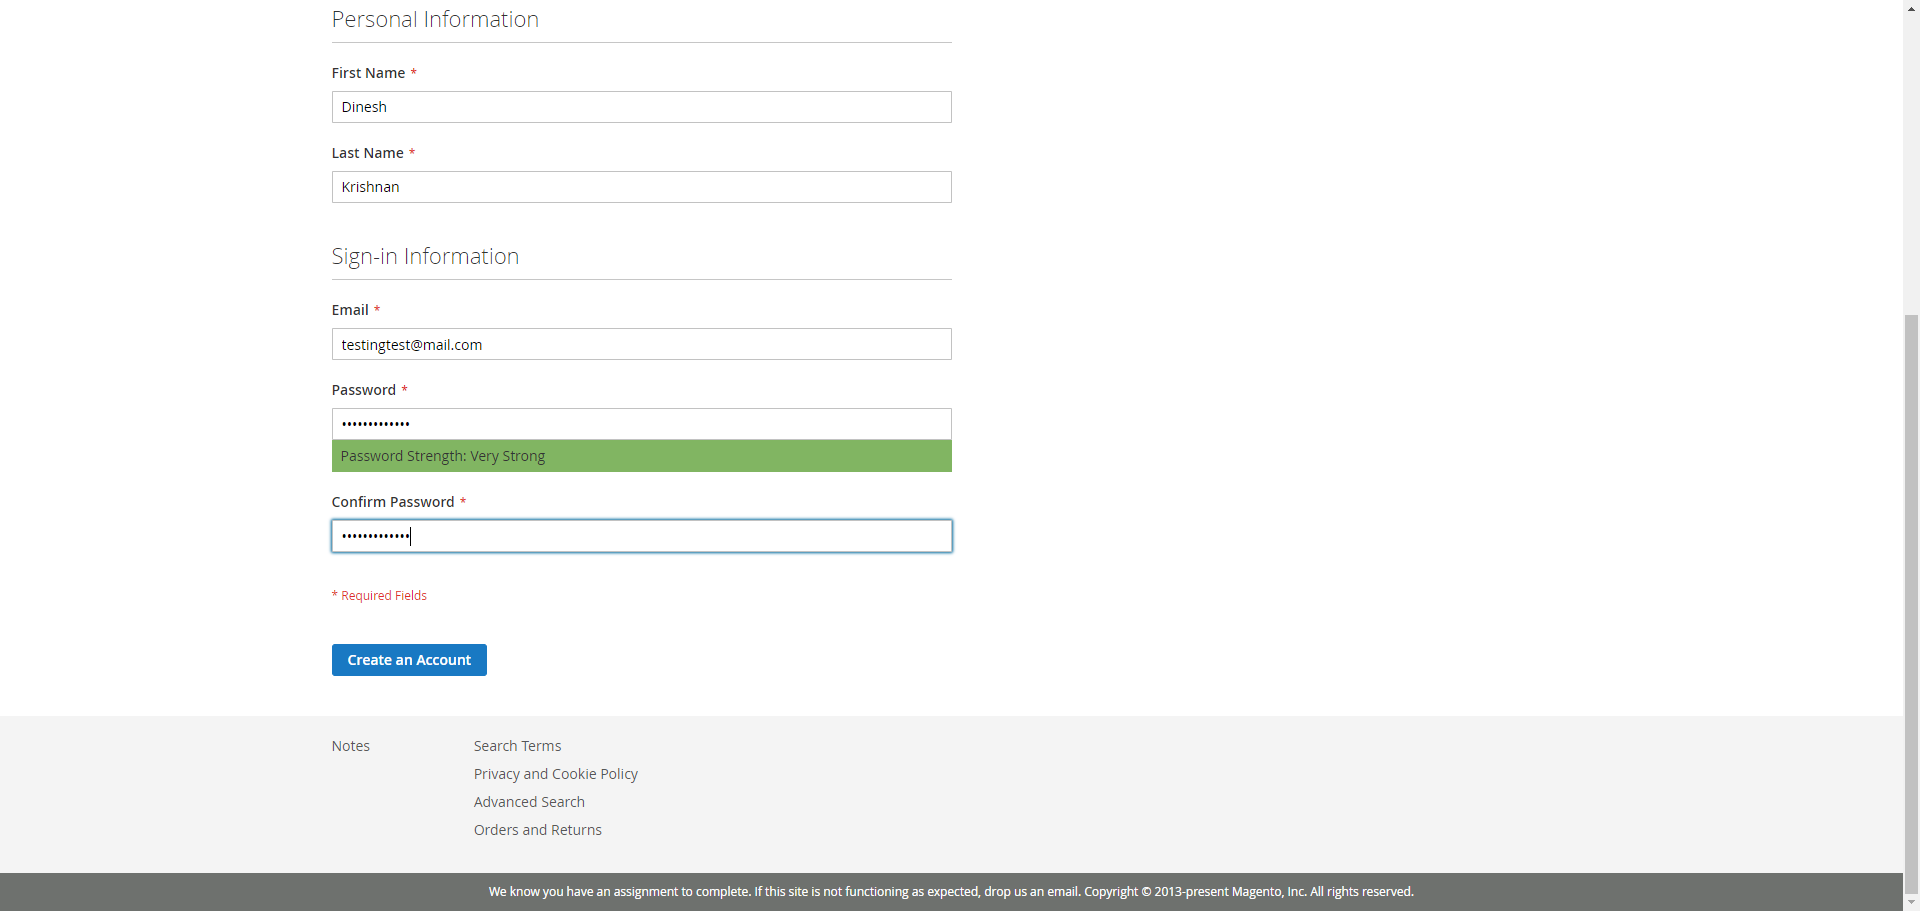 Personal Information
First Name *
Dinesh
Last Name *
Krishnan
Sign-in Information
Email *
testingtest@mail.com
Password *
•••••••••••••
Password Strength: Very Strong
Confirm Password *
•••••••••••••
* Required Fields
Create an Account
Notes
Search Terms
Privacy and Cookie Policy
Advanced Search
Orders and Returns
We know you have an assignment to complete. If this site is not functioning as expected, drop us an email. Copyright © 2013-present Magento, Inc. All rights reserved.